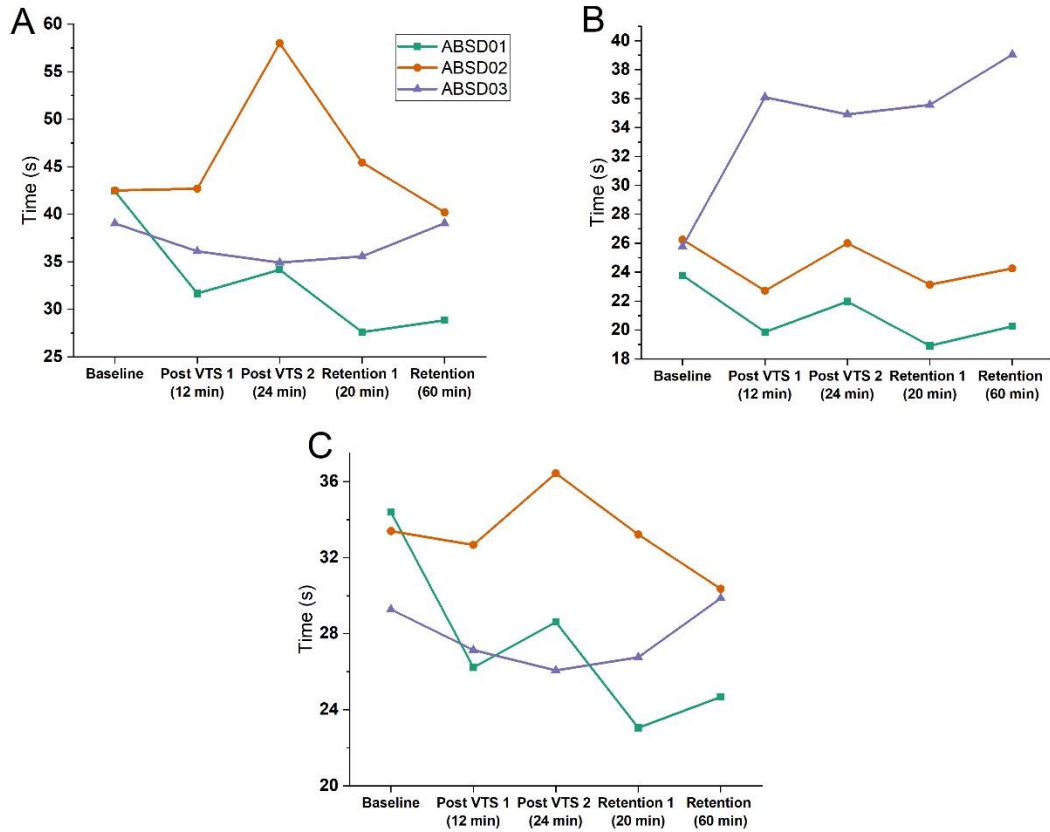 A
Time (s)
60
55
50
45
40
35
30
25
ABSD01
ABSD02
ABSD03
Baseline
Post VTS 1
(12 min)
Post VTS 2
(24 min)
Retention 1
(20 min)
Retention
(60 min)
B
Time (s)
40
38
36
34
32
30
28
26
24
22
20
18
Baseline
Post VTS 1
(12 min)
Post VTS 2
(24 min)
Retention 1
(20 min)
Retention
(60 min)
C
Time (s)
36
32
28
24
20
Baseline
Post VTS 1
(12 min)
Post VTS 2
(24 min)
Retention 1
(20 min)
Retention
(60 min)